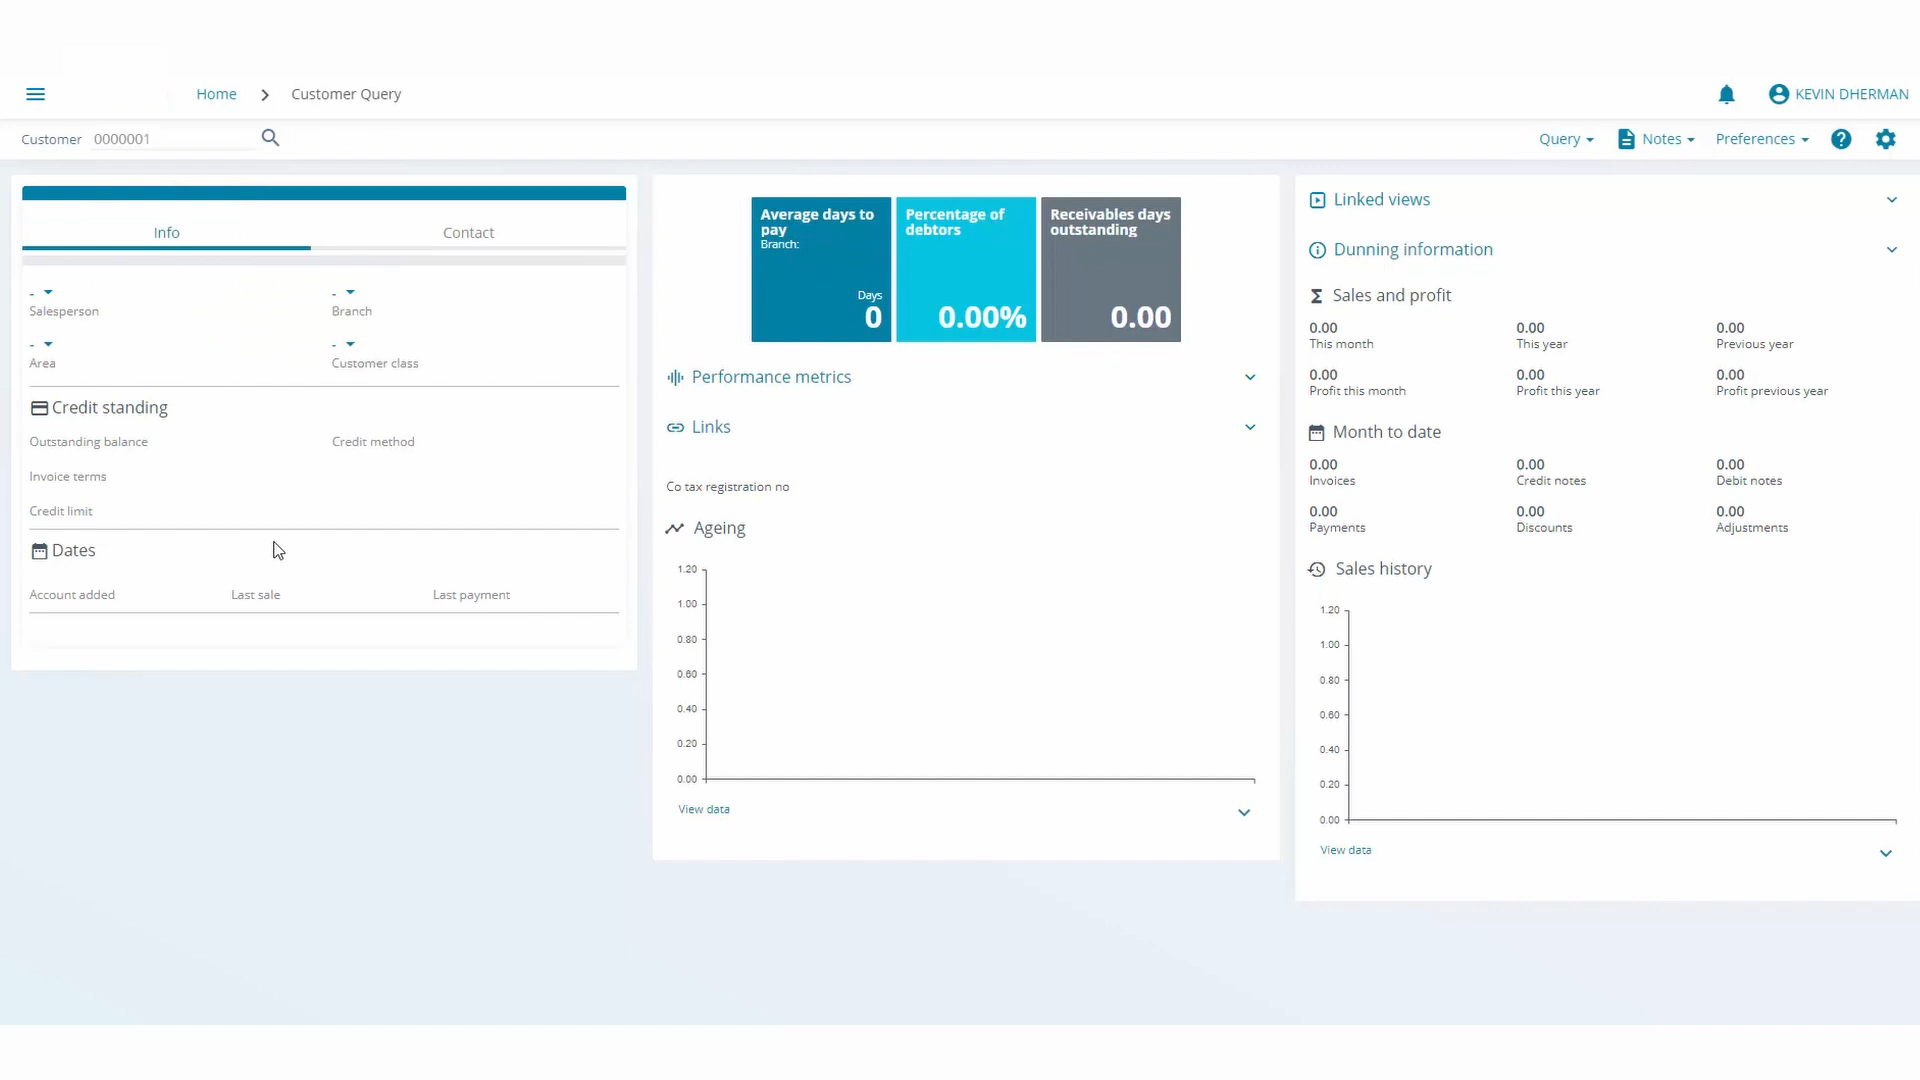 Home > Customer Query
KEVIN DHERMAN
Customer 0000001
Query Notes Preferences
Info Contact
- -
Salesperson Branch
- -
Area Customer class
Credit standing
Outstanding balance Credit method
Invoice terms
Credit limit
Dates
Account added Last sale Last payment
Average days to
pay
Branch:
Days
0
Percentage of
debtors
0.00%
Receivables days
outstanding
0.00
Performance metrics
Links
Co tax registration no
Ageing
1.20
1.00
0.80
0.60
0.40
0.20
0.00
View data
Linked views
Dunning information
Sales and profit
0.00 0.00 0.00
This month This year Previous year
0.00 0.00 0.00
Profit this month Profit this year Profit previous year
Month to date
0.00 0.00 0.00
Invoices Credit notes Debit notes
0.00 0.00 0.00
Payments Discounts Adjustments
Sales history
1.20
1.00
0.80
0.60
0.40
0.20
0.00
View data